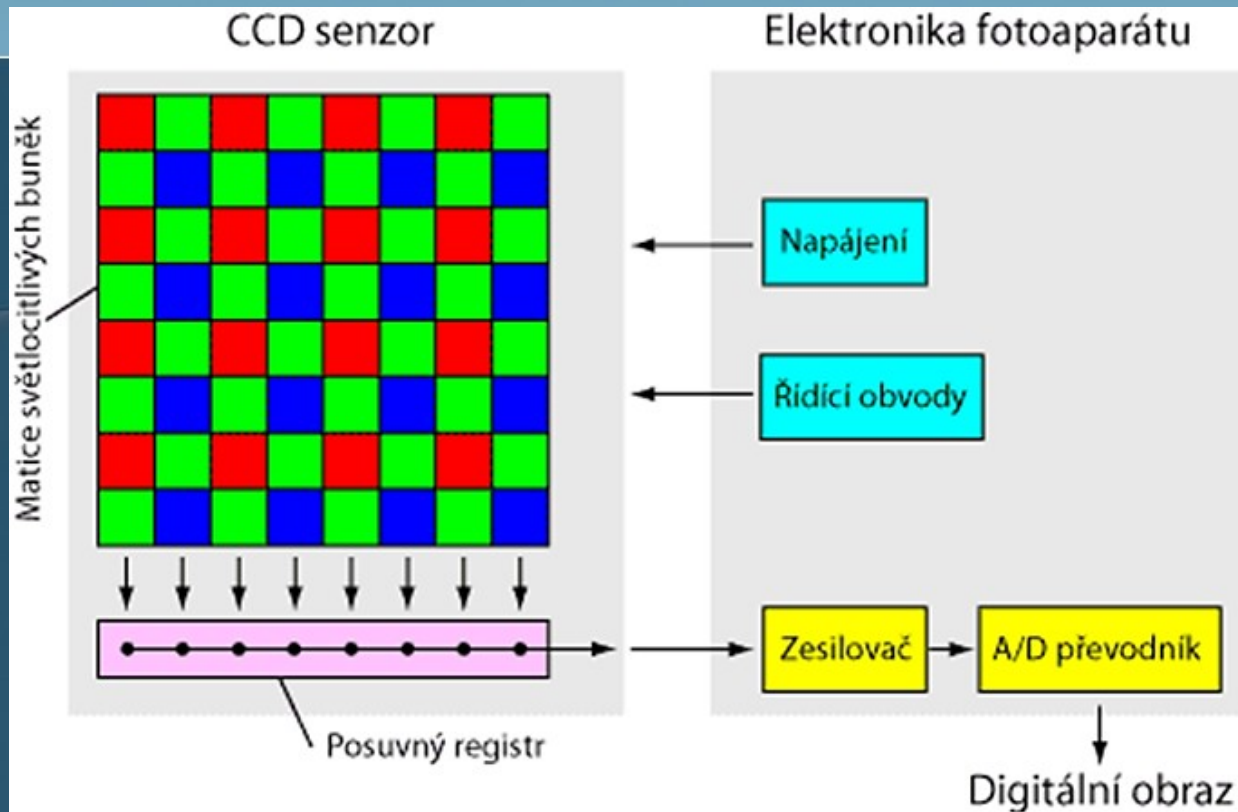 CCD senzor
Elektronika fotoaparátu
Matice světlocitlivých buněk
Napájení
Řídící obvody
Zesilovač
A/D převodník
Posuvný registr
Digitální obraz